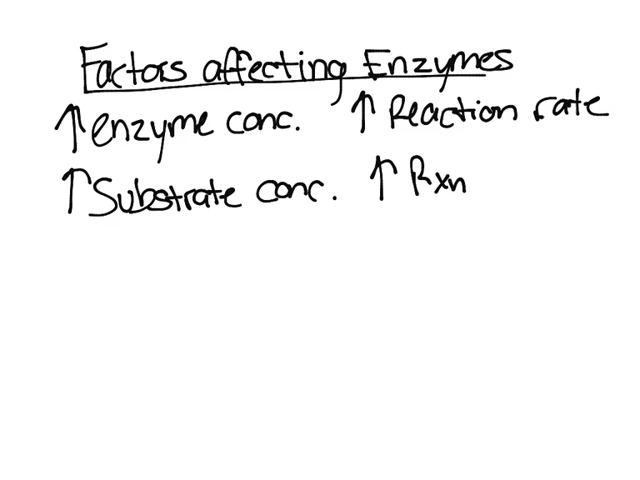 Factors affecting Enzymes
↑ enzyme conc. ↑ Reaction rate
↑ Substrate conc. ↑ Rxn